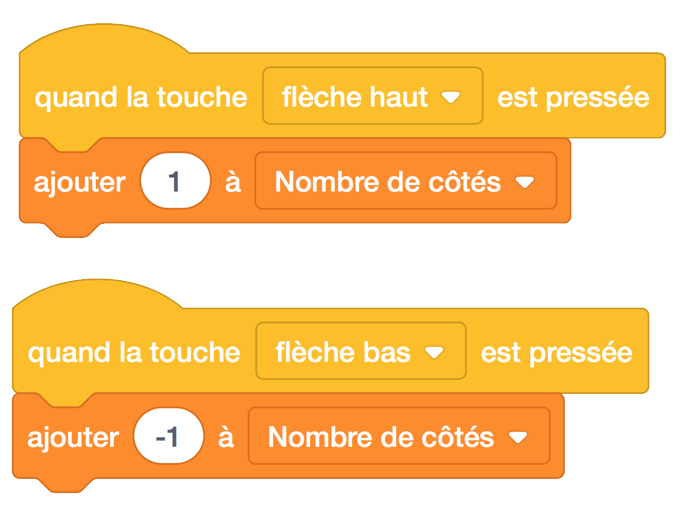 quand la touche flèche haut est pressée
ajouter 1 à Nombre de côtés
quand la touche flèche bas est pressée
ajouter -1 à Nombre de côtés